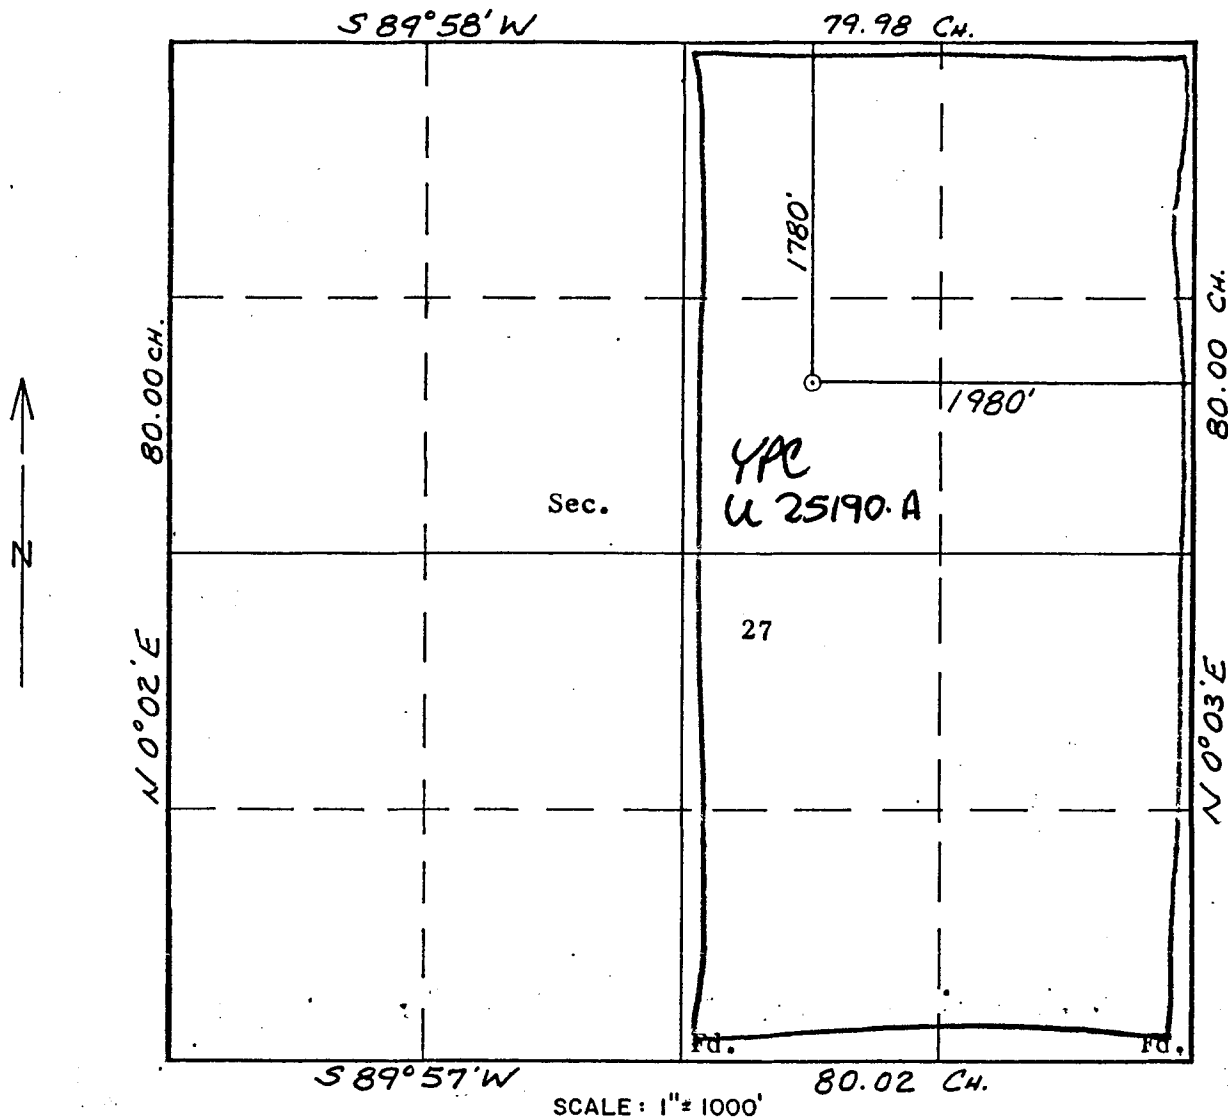 S 89°58' W
79.98 CH.
1780'
80.00 CH.
80.00 CH.
1980'
YPC
U 25190.A
Sec.
N
27
N 0°02' E
N 0°03' E
Fd.
Fd.
S 89°57' W
80.02 CH.
SCALE: 1"= 1000'